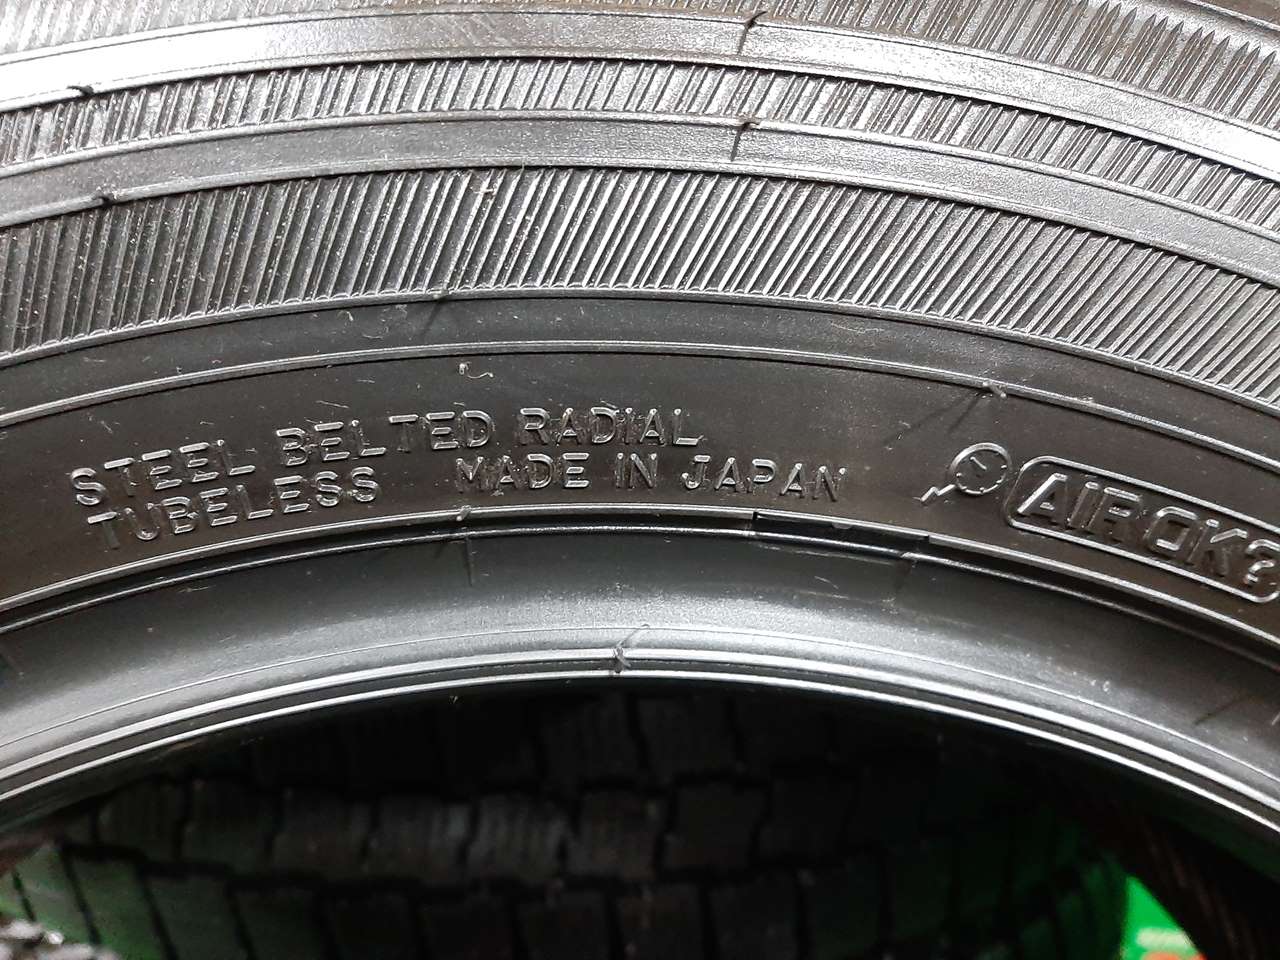 STEEL BELTED RADIAL
TUBELESS MADE IN JAPAN
AIR OK?